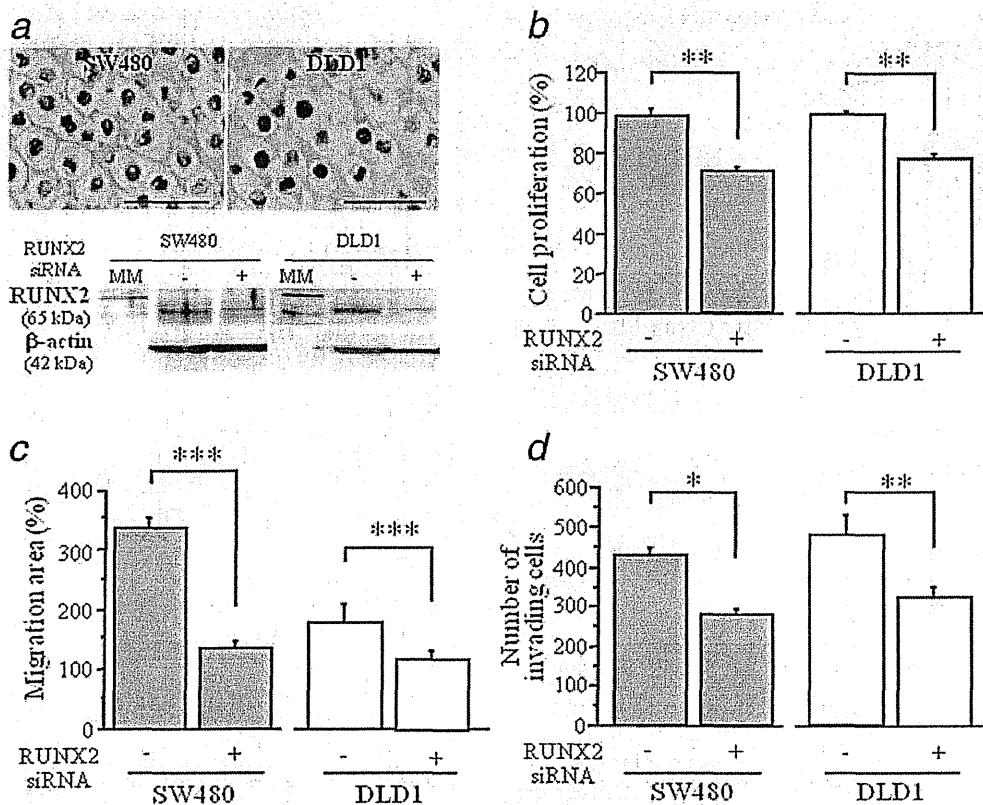 a
SW480 DLD1
SW480 DLD1
RUNX2
siRNA
MM - + MM - +
RUNX2
(65 kDa)
β-actin
(42 kDa)
b
Cell proliferation (%)
120
100
80
60
40
20
0
** **
RUNX2
siRNA
- + - +
SW480 DLD1
c
Migration area (%)
400
300
200
100
0
*** ***
RUNX2
siRNA
- + - +
SW480 DLD1
d
Number of
invading cells
600
500
400
300
200
100
0
* **
RUNX2
siRNA
- + - +
SW480 DLD1